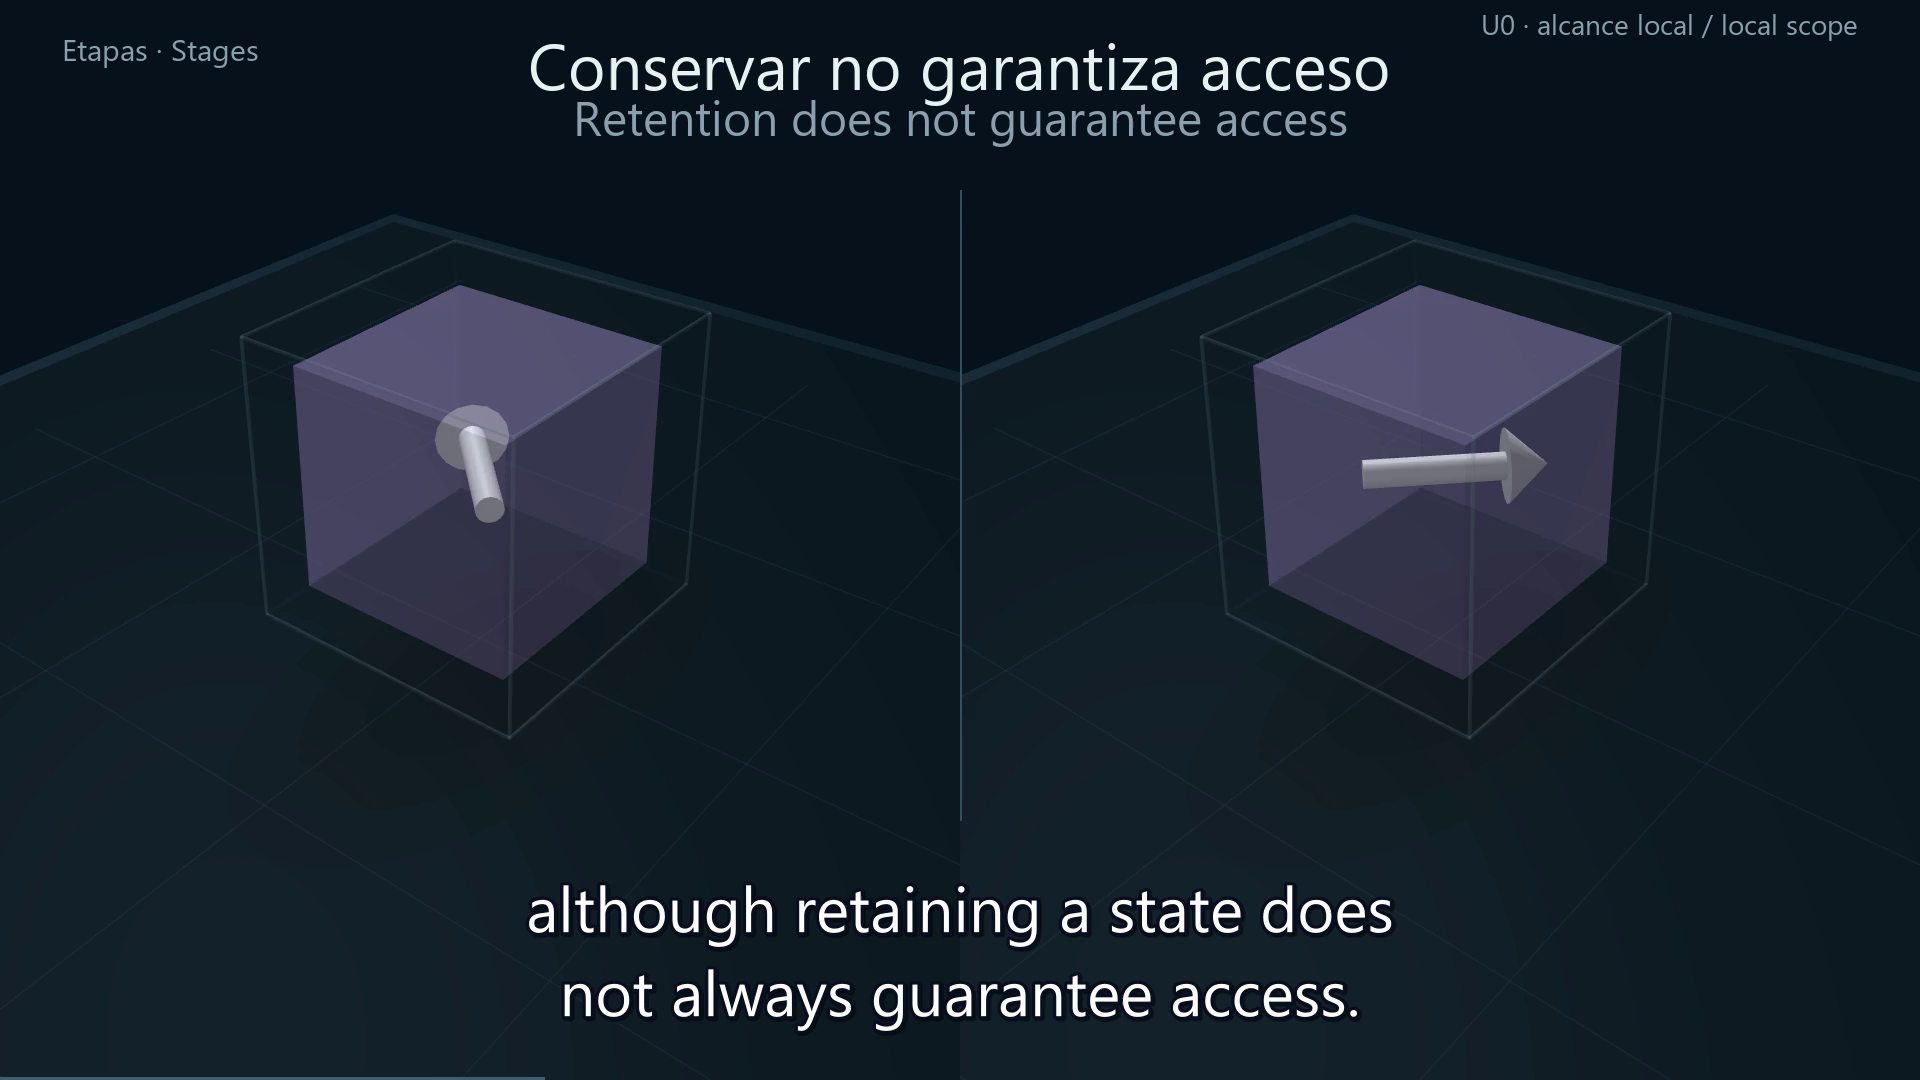 Etapas · Stages
U0 · alcance local / local scope
Conservar no garantiza acceso
Retention does not guarantee access
although retaining a state does
not always guarantee access.